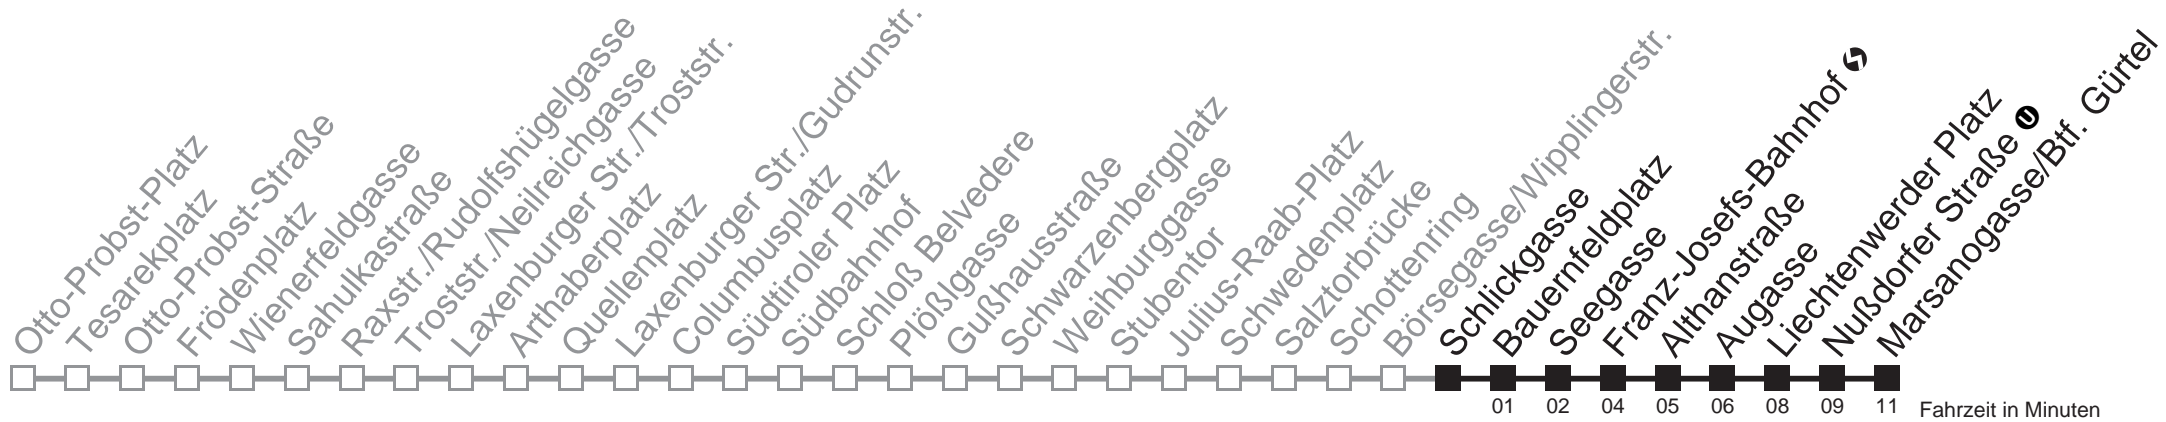 Otto-Probst-Platz
Tesarekplatz
Otto-Probst-Straße
Frödenplatz
Wienerfeldgasse
Sahulkastraße
Raxstr./Rudolfshügelgasse
Troststr./Neilreichgasse
Laxenburger Str./Troststr.
Arthaberplatz
Quellenplatz
Laxenburger Str./Gudrunstr.
Columbusplatz
Südtiroler Platz
Südbahnhof
Schloß Belvedere
Plößlgasse
Gußhausstraße
Schwarzenbergplatz
Weihburggasse
Stubentor
Julius-Raab-Platz
Schwedenplatz
Salztorbrücke
Schottenring
Börsegasse/Wipplingerstr.
Schlickgasse
Bauernfeldplatz
Seegasse
Franz-Josefs-Bahnhof
Althanstraße
Augasse
Liechtenwerder Platz
Nußdorfer Straße U
Marsanogasse/Btf. Gürtel
01 02 04 05 06 08 09 11 Fahrzeit in Minuten